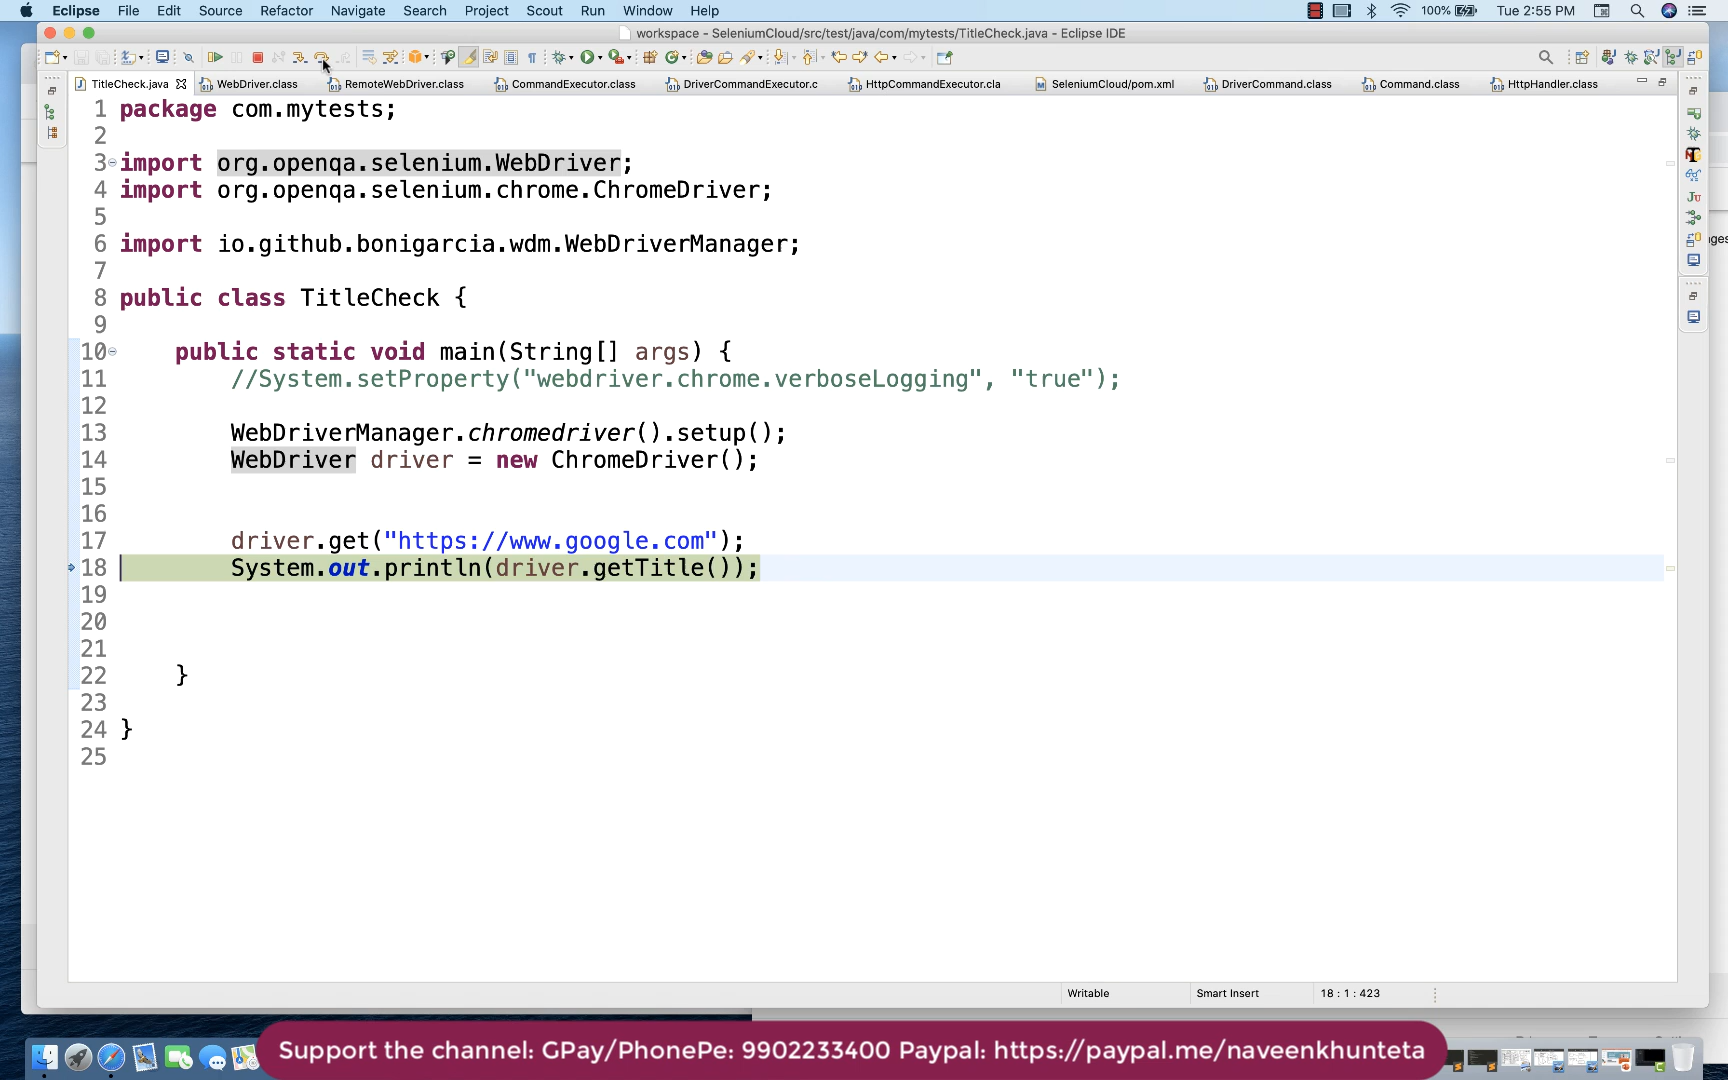 Eclipse File Edit Source Refactor Navigate Search Project Scout Run Window Help 100% Tue 2:55 PM
workspace - SeleniumCloud/src/test/java/com/mytests/TitleCheck.java - Eclipse IDE
TitleCheck.java WebDriver.class RemoteWebDriver.class CommandExecutor.class DriverCommandExecutor.c HttpCommandExecutor.cla SeleniumCloud/pom.xml DriverCommand.class Command.class HttpHandler.class
1 package com.mytests;
2
3 import org.openqa.selenium.WebDriver;
4 import org.openqa.selenium.chrome.ChromeDriver;
5
6 import io.github.bonigarcia.wdm.WebDriverManager;
7
8 public class TitleCheck {
9
10 public static void main(String[] args) {
11 //System.setProperty("webdriver.chrome.verboseLogging", "true");
12
13 WebDriverManager.chromedriver().setup();
14 WebDriver driver = new ChromeDriver();
15
16
17 driver.get("https://www.google.com");
18 System.out.println(driver.getTitle());
19
20
21
22 }
23
24 }
25
Writable Smart Insert 18 : 1 : 423
Support the channel: GPay/PhonePe: 9902233400 Paypal: https://paypal.me/naveenkhunteta